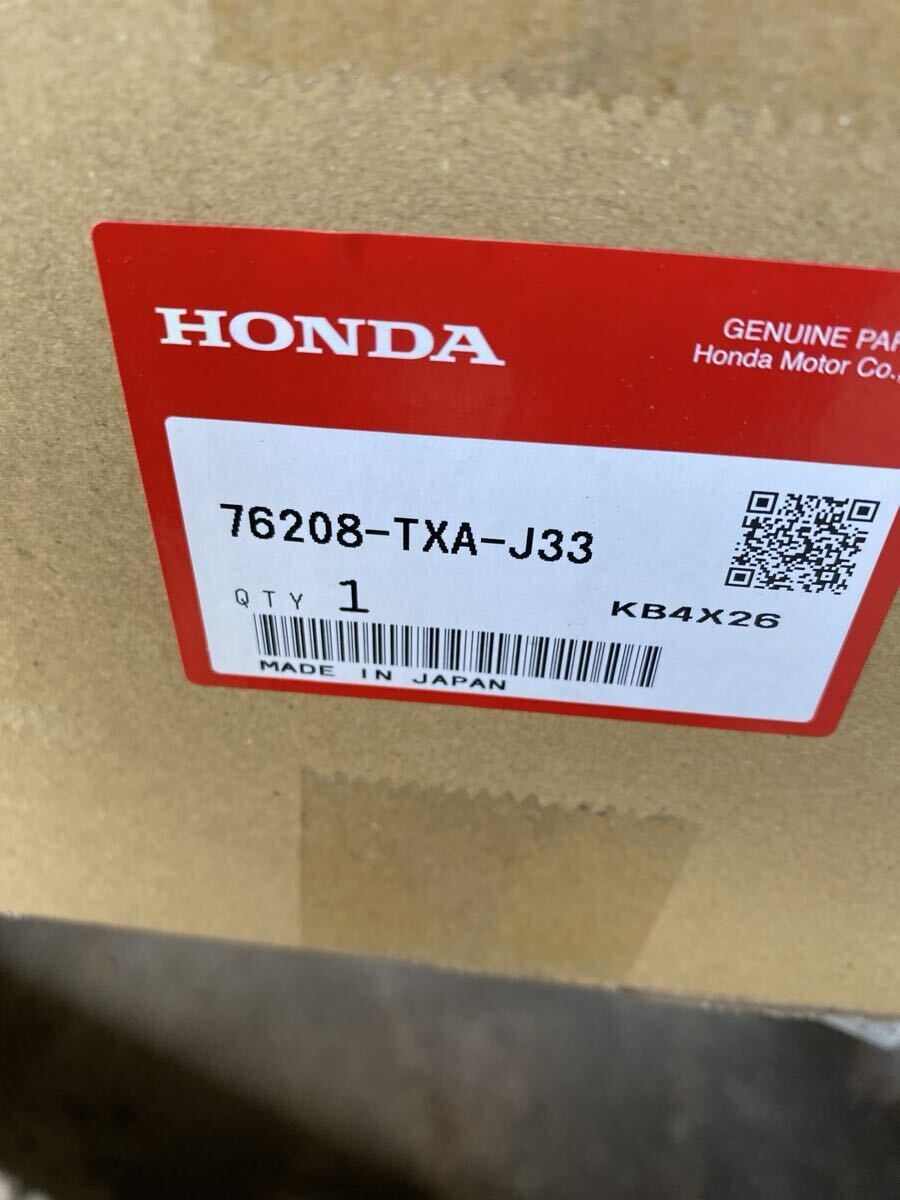 HONDA
GENUINE PAR
Honda Motor Co.,
76208-TXA-J33
QTY 1
KB4X26
MADE IN JAPAN